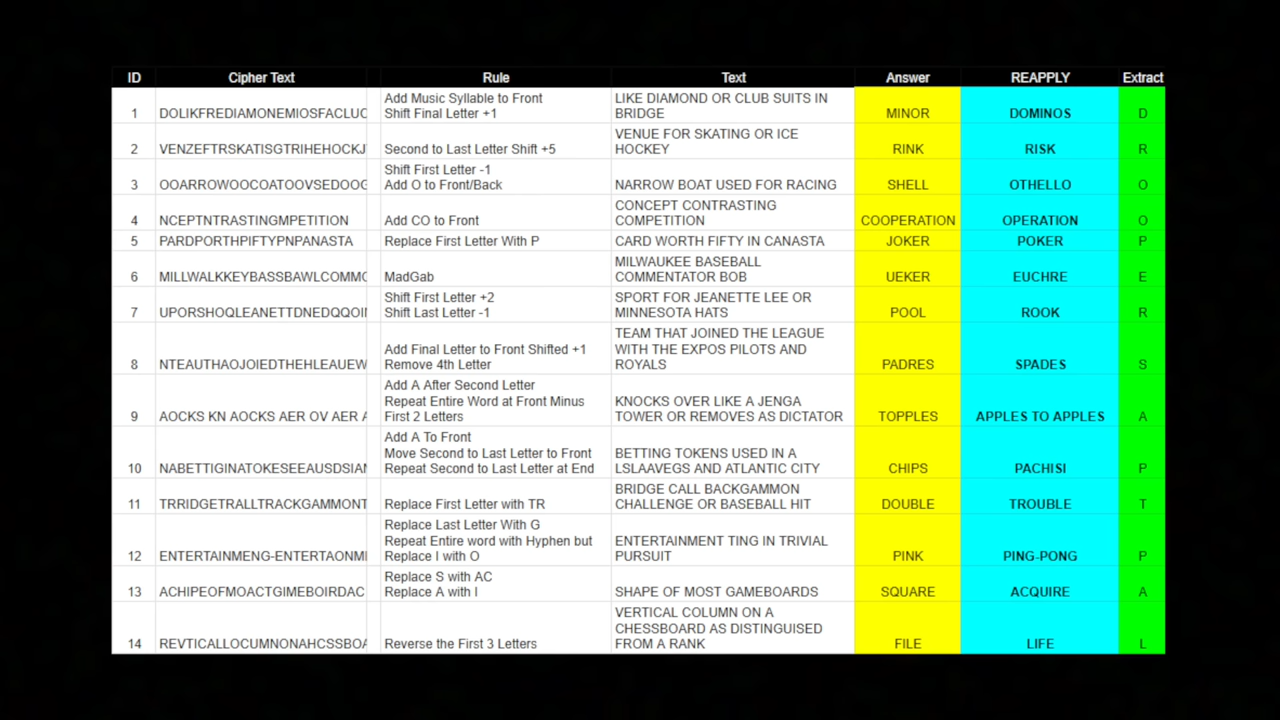 ID Cipher Text Rule Text Answer REAPPLY Extract
1 DOLIKFREDIAMONEMIOSFACLUC Add Music Syllable to Front
Shift Final Letter +1 LIKE DIAMOND OR CLUB SUITS IN
BRIDGE MINOR DOMINOS D
2 VENZEFTRSKATISGTRIHEHOCKJ Second to Last Letter Shift +5 VENUE FOR SKATING OR ICE
HOCKEY RINK RISK R
3 OOARROWOOCOATOOVSEDOOG Shift First Letter -1
Add O to Front/Back NARROW BOAT USED FOR RACING SHELL OTHELLO O
4 NCEPTNTRASTINGMPETITION Add CO to Front CONCEPT CONTRASTING
COMPETITION COOPERATION OPERATION O
5 PARDPORTHPIFTYPNPANASTA Replace First Letter With P CARD WORTH FIFTY IN CANASTA JOKER POKER P
6 MILLWALKKEYBASSBAWLCOMMC MadGab MILWAUKEE BASEBALL
COMMENTATOR BOB UEKER EUCHRE E
7 UPORSHOQLEANETTDNEDQQOII Shift First Letter +2
Shift Last Letter -1 SPORT FOR JEANETTE LEE OR
MINNESOTA HATS POOL ROOK R
8 NTEAUTHAOJOIEDTHEHLEAUEW Add Final Letter to Front Shifted +1
Remove 4th Letter TEAM THAT JOINED THE LEAGUE
WITH THE EXPOS PILOTS AND
ROYALS PADRES SPADES S
9 AOCKS KN AOCKS AER OV AER A Add A After Second Letter
Repeat Entire Word at Front Minus
First 2 Letters KNOCKS OVER LIKE A JENGA
TOWER OR REMOVES AS DICTATOR TOPPLES APPLES TO APPLES A
10 NABETTIGINATOKESEEAUSDSIAN Add A To Front
Move Second to Last Letter to Front
Repeat Second to Last Letter at End BETTING TOKENS USED IN A
LSLAAVEGS AND ATLANTIC CITY CHIPS PACHISI P
11 TRRIDGETRALLTRACKGAMMONT Replace First Letter with TR BRIDGE CALL BACKGAMMON
CHALLENGE OR BASEBALL HIT DOUBLE TROUBLE T
12 ENTERTAINMENG-ENTERTAONMI Replace Last Letter With G
Repeat Entire word with Hyphen but
Replace I with O ENTERTAINMENT TING IN TRIVIAL
PURSUIT PINK PING-PONG P
13 ACHIPEOFMOACTGIMEBOIRDAC Replace S with AC
Replace A with I SHAPE OF MOST GAMEBOARDS SQUARE ACQUIRE A
14 REVTICALLOCUMNONAHCSSBOA Reverse the First 3 Letters VERTICAL COLUMN ON A
CHESSBOARD AS DISTINGUISED
FROM A RANK FILE LIFE L